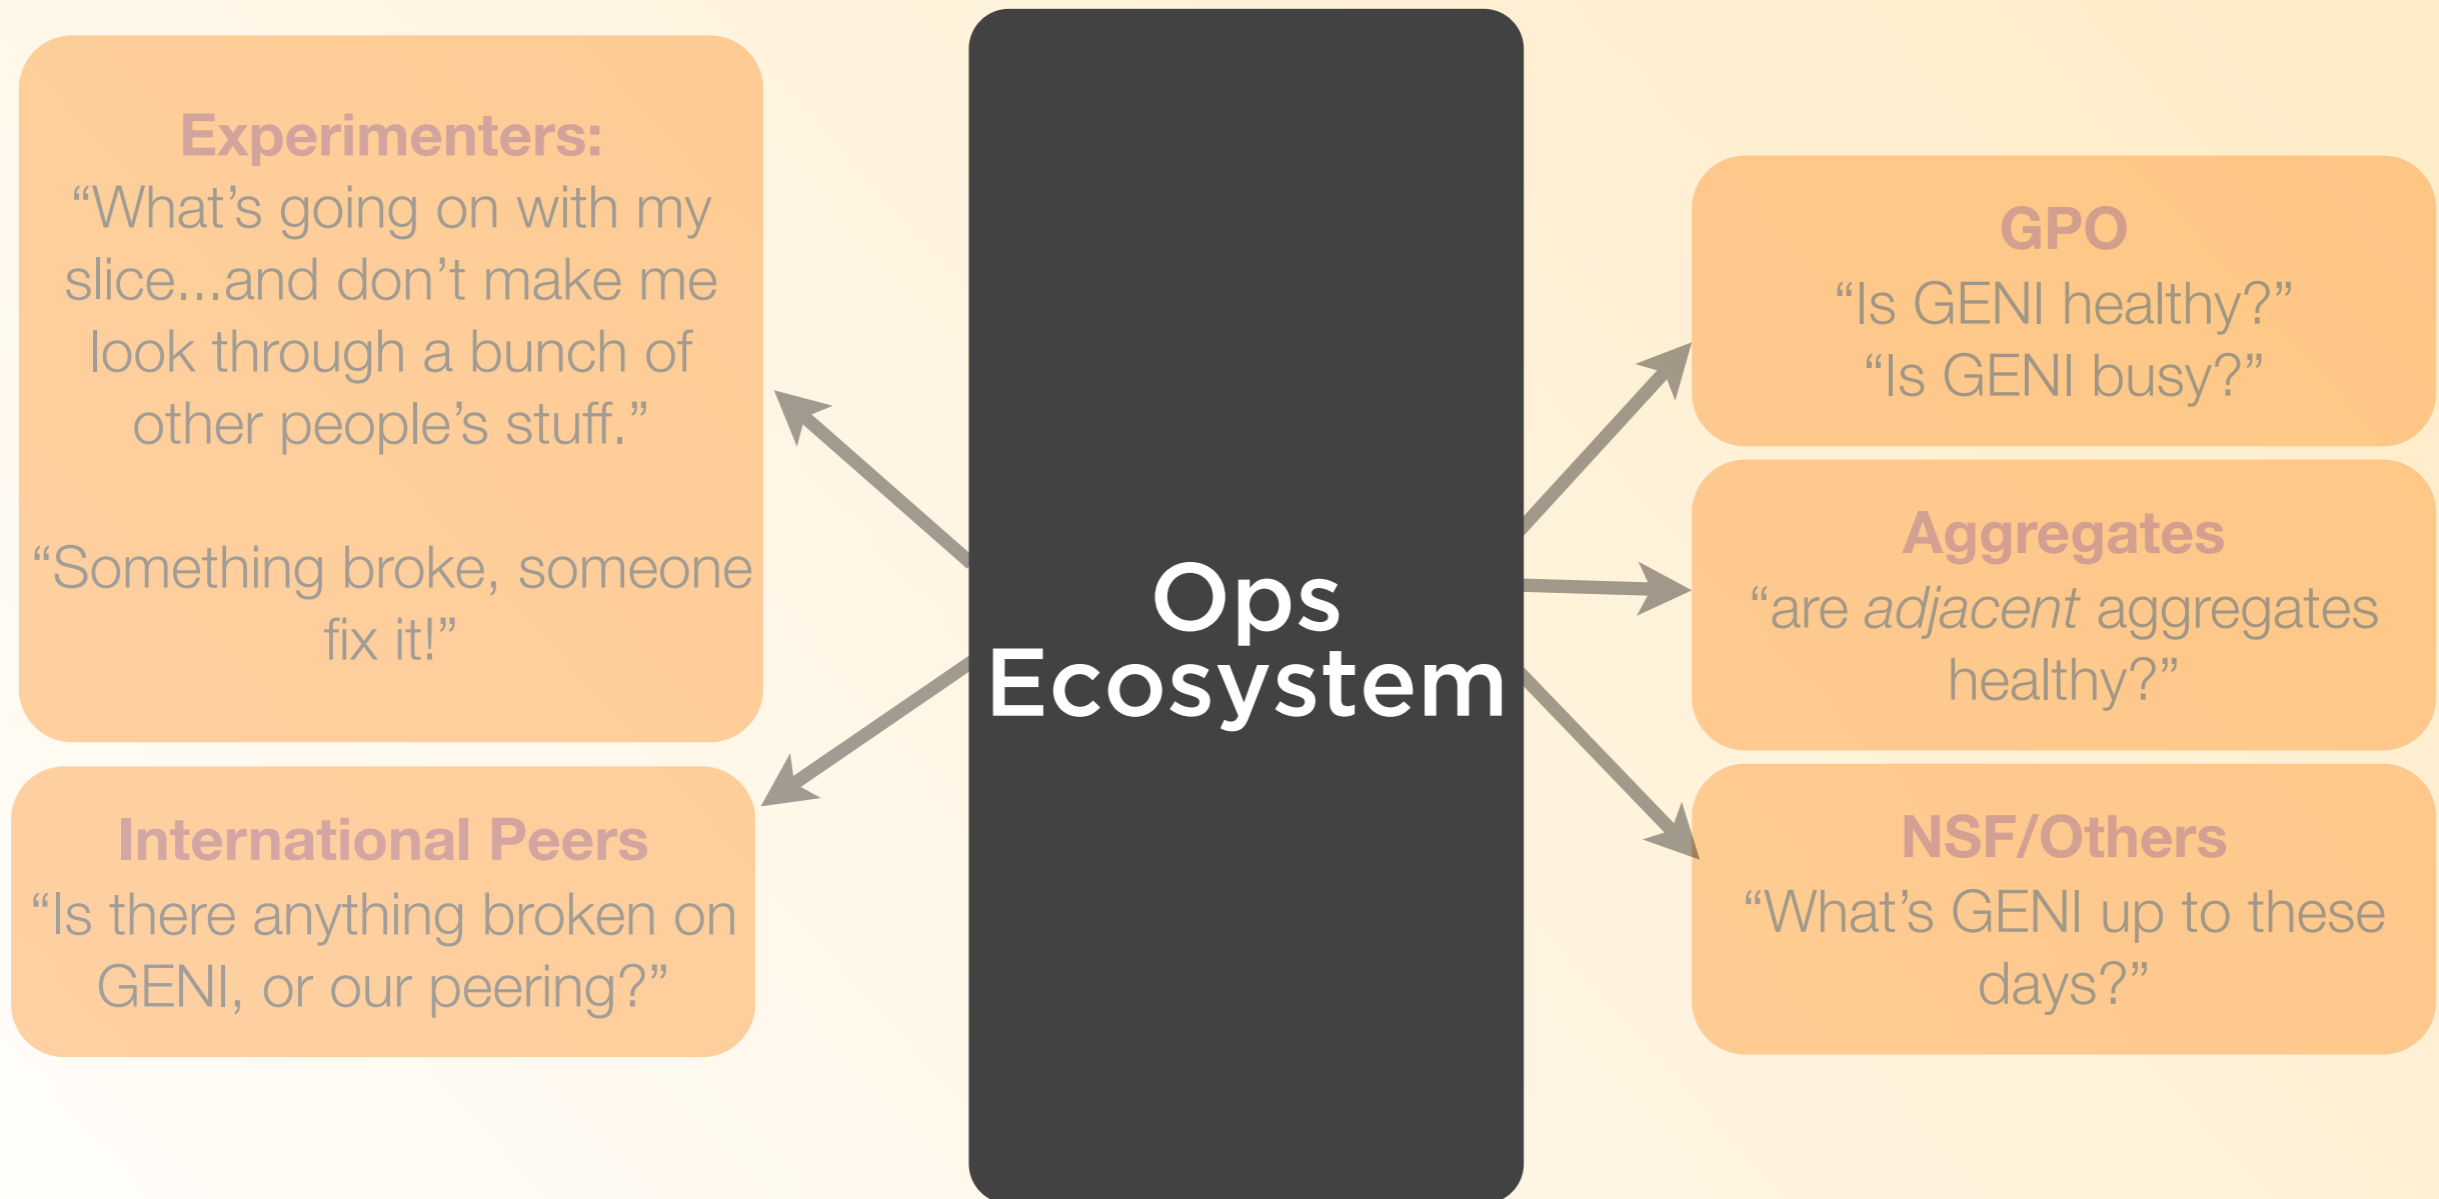 Experimenters:
“What’s going on with my
slice...and don’t make me
look through a bunch of
other people’s stuff.”
“Something broke, someone
fix it!”
International Peers
“Is there anything broken on
GENI, or our peering?”
Ops
Ecosystem
GPO
“Is GENI healthy?”
“Is GENI busy?”
Aggregates
“are adjacent aggregates
healthy?”
NSF/Others
“What’s GENI up to these
days?”